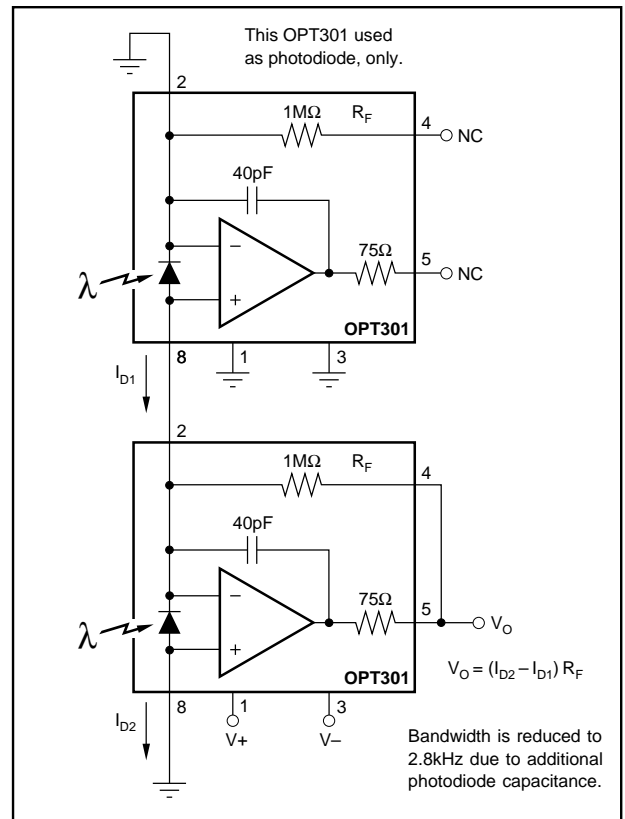 This OPT301 used
as photodiode, only.
2
1MΩ R_F
4
NC
40pF
75Ω
5
NC
λ
–
+
OPT301
8
1
3
I_D1
2
1MΩ R_F
4
40pF
75Ω
5
V_O
λ
–
+
V_O = (I_D2 – I_D1) R_F
OPT301
8
1
3
I_D2
V+
V–
Bandwidth is reduced to
2.8kHz due to additional
photodiode capacitance.